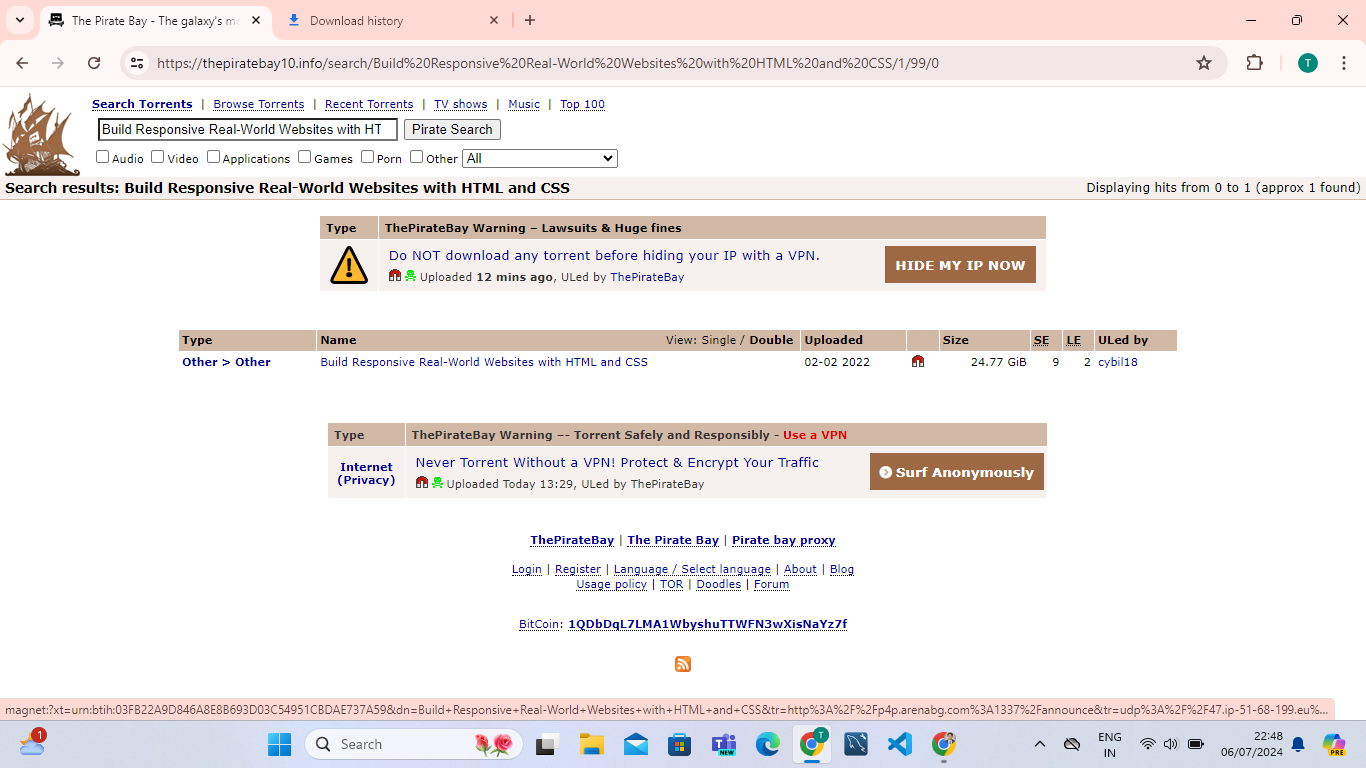 The Pirate Bay - The galaxy's mo
Download history
https://thepiratebay10.info/search/Build%20Responsive%20Real-World%20Websites%20with%20HTML%20and%20CSS/1/99/0
T
Search Torrents | Browse Torrents | Recent Torrents | TV shows | Music | Top 100
Build Responsive Real-World Websites with HT Pirate Search
Audio Video Applications Games Porn Other All
Search results: Build Responsive Real-World Websites with HTML and CSS Displaying hits from 0 to 1 (approx 1 found)
Type ThePirateBay Warning – Lawsuits & Huge fines
Do NOT download any torrent before hiding your IP with a VPN. HIDE MY IP NOW
Uploaded 12 mins ago, ULed by ThePirateBay
Type Name View: Single / Double Uploaded Size SE LE ULed by
Other > Other Build Responsive Real-World Websites with HTML and CSS 02-02 2022 24.77 GiB 9 2 cybil18
Type ThePirateBay Warning –- Torrent Safely and Responsibly - Use a VPN
Internet (Privacy) Never Torrent Without a VPN! Protect & Encrypt Your Traffic Surf Anonymously
Uploaded Today 13:29, ULed by ThePirateBay
ThePirateBay | The Pirate Bay | Pirate bay proxy
Login | Register | Language / Select language | About | Blog
Usage policy | TOR | Doodles | Forum
BitCoin: 1QDbDqL7LMA1WbyshuTTWFN3wXisNaYz7f
magnet:?xt=urn:btih:03FB22A9D846A8E8B693D03C54951CBDAE737A59&dn=Build+Responsive+Real-World+Websites+with+HTML+and+CSS&tr=http%3A%2F%2Fp4p.arenabg.com%3A1337%2Fannounce&tr=udp%3A%2F%2F47.ip-51-68-199.eu%...
1 Search NEW T ENG 22:48 PRE
IN 06/07/2024